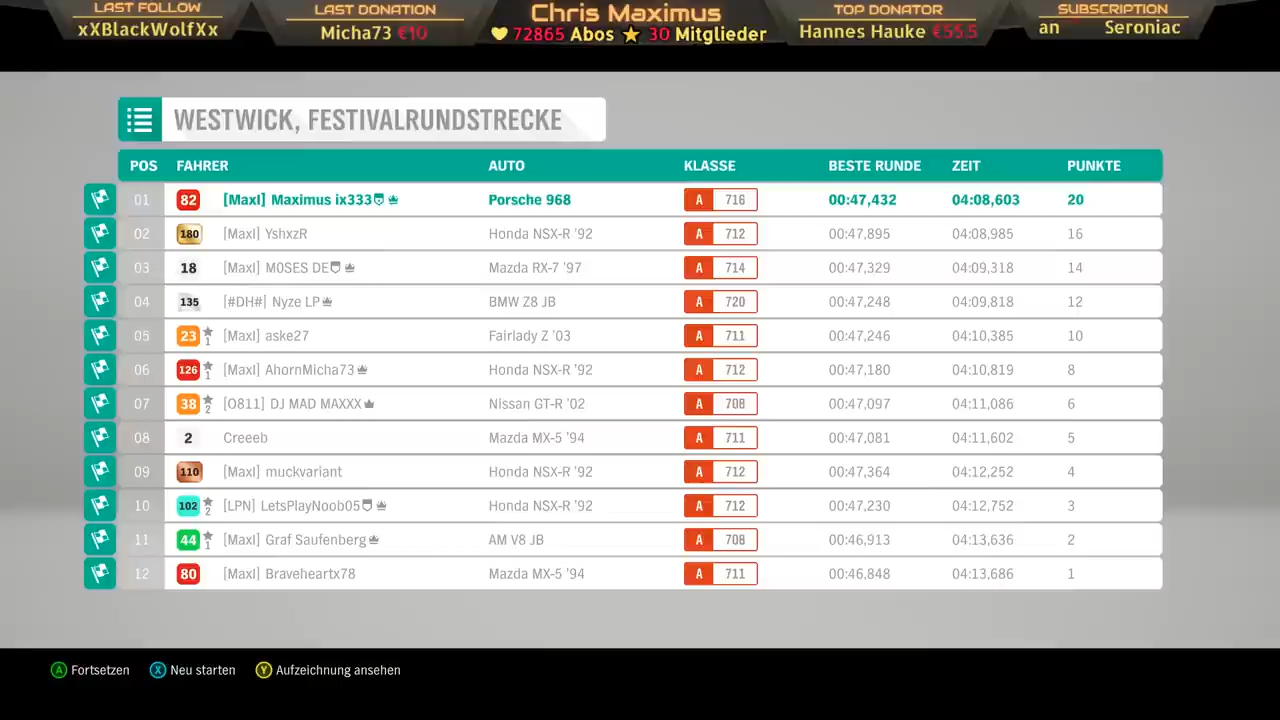 LAST FOLLOW
xXBlackWolfXx
LAST DONATION
Micha73 €10
Chris Maximus
72865 Abos 30 Mitglieder
TOP DONATOR
Hannes Hauke €55.5
SUBSCRIPTION
an Seroniac
WESTWICK, FESTIVALRUNDSTRECKE
POS FAHRER AUTO KLASSE BESTE RUNDE ZEIT PUNKTE
01 82 [MaxI] Maximus ix333 Porsche 968 A 716 00:47,432 04:08,603 20
02 180 [MaxI] YshxzR Honda NSX-R '92 A 712 00:47,895 04:08,985 16
03 18 [MaxI] M0SES DE Mazda RX-7 '97 A 714 00:47,329 04:09,318 14
04 135 [#DH#] Nyze LP BMW Z8 JB A 720 00:47,248 04:09,818 12
05 23 1 [MaxI] aske27 Fairlady Z '03 A 711 00:47,246 04:10,385 10
06 126 1 [MaxI] AhornMicha73 Honda NSX-R '92 A 712 00:47,180 04:10,819 8
07 38 2 [O811] DJ MAD MAXXX Nissan GT-R '02 A 708 00:47,097 04:11,086 6
08 2 Creeeb Mazda MX-5 '94 A 711 00:47,081 04:11,602 5
09 110 [MaxI] muckvariant Honda NSX-R '92 A 712 00:47,364 04:12,252 4
10 102 2 [LPN] LetsPlayNoob05 Honda NSX-R '92 A 712 00:47,230 04:12,752 3
11 44 1 [MaxI] Graf Saufenberg AM V8 JB A 708 00:46,913 04:13,636 2
12 80 [MaxI] Braveheartx78 Mazda MX-5 '94 A 711 00:46,848 04:13,686 1
A Fortsetzen X Neu starten Y Aufzeichnung ansehen